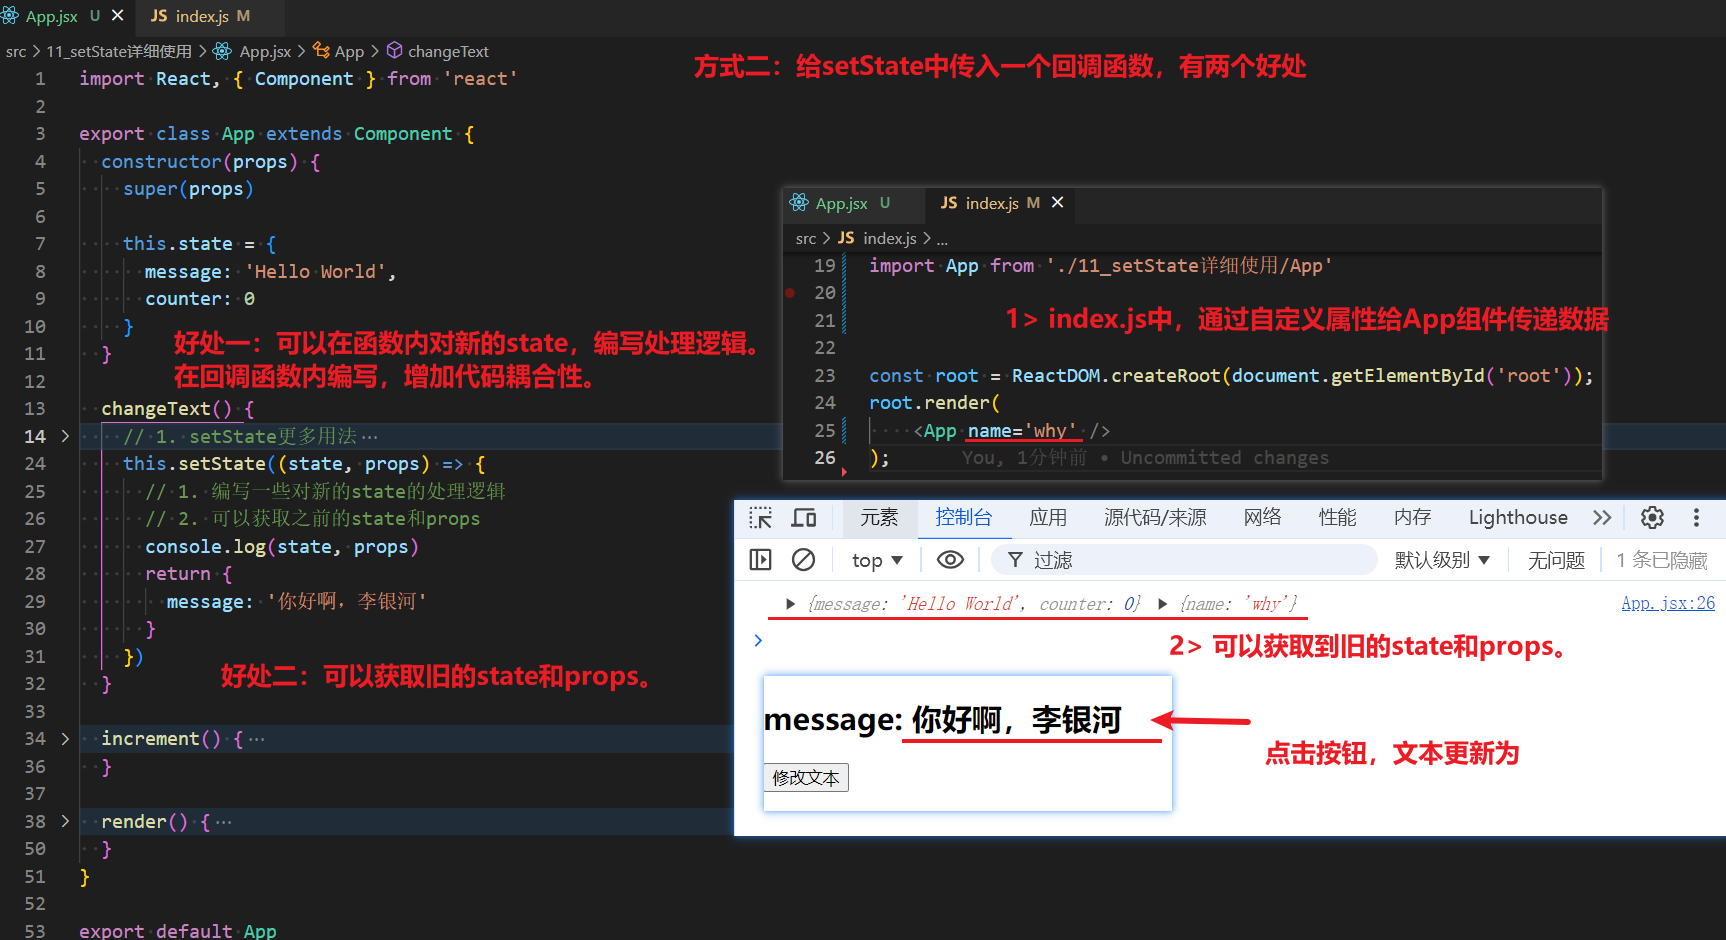 App.jsx U × JS index.js M
src > 11_setState详细使用 > App.jsx > App > changeText
方式二：给setState中传入一个回调函数，有两个好处
1 import React, { Component } from 'react'
2
3 export class App extends Component {
4 constructor(props) {
5 super(props)
6
7 this.state = {
8 message: 'Hello World',
9 counter: 0
10 }
11 }
好处一：可以在函数内对新的state，编写处理逻辑。
在回调函数内编写，增加代码耦合性。
12
13 changeText() {
14 > // 1. setState更多用法…
24 this.setState((state, props) => {
25 // 1. 编写一些对新的state的处理逻辑
26 // 2. 可以获取之前的state和props
27 console.log(state, props)
28 return {
29 message: '你好啊，李银河'
30 }
31 })
好处二：可以获取旧的state和props。
32 }
33
34 > increment() {…
36 }
37
38 > render() {…
50 }
51 }
52
53 export default App
App.jsx U JS index.js M ×
src > JS index.js > ...
19 import App from './11_setState详细使用/App'
20
21
1> index.js中，通过自定义属性给App组件传递数据
22
23 const root = ReactDOM.createRoot(document.getElementById('root'));
24 root.render(
25 <App name='why' />
26 ); You, 1分钟前 • Uncommitted changes
元素 控制台 应用 源代码/来源 网络 性能 内存 Lighthouse
top ▼ 过滤 默认级别 ▼ 无问题 1 条已隐藏
▶ {message: 'Hello World', counter: 0} ▶ {name: 'why'} App.jsx:26
>
2> 可以获取到旧的state和props。
message: 你好啊，李银河
点击按钮，文本更新为
修改文本